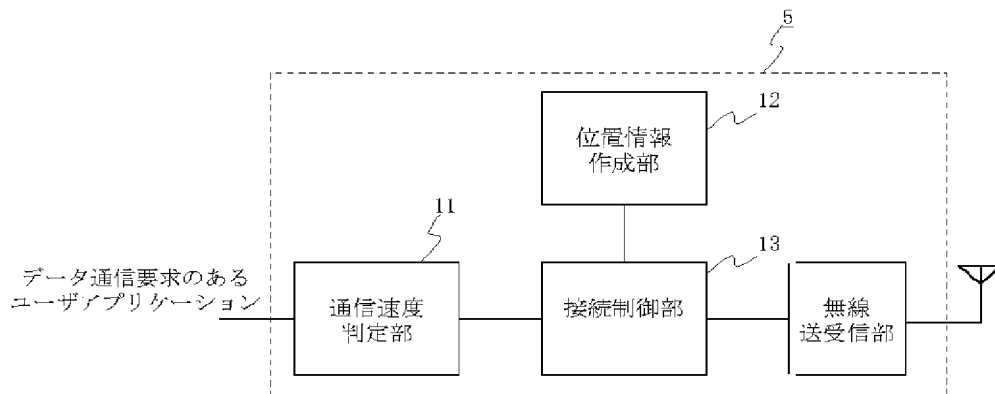 5
12
位置情報
作成部
11
13
データ通信要求のある
ユーザアプリケーション
通信速度
判定部
接続制御部
無線
送受信部